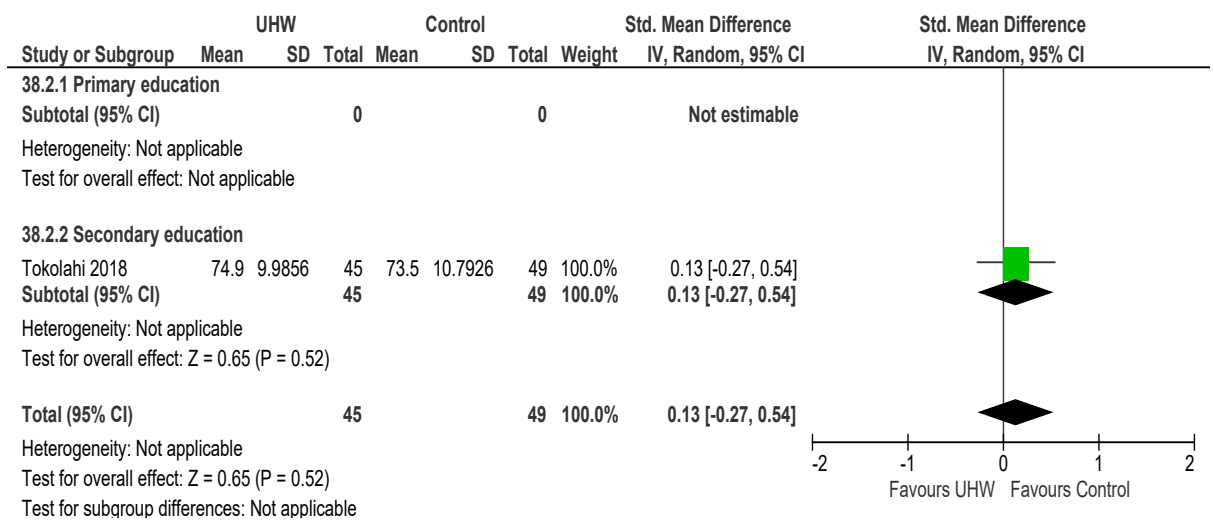 UHW Control Std. Mean Difference Std. Mean Difference
Study or Subgroup Mean SD Total Mean SD Total Weight IV, Random, 95% CI IV, Random, 95% CI
38.2.1 Primary education
Subtotal (95% CI) 0 0 Not estimable
Heterogeneity: Not applicable
Test for overall effect: Not applicable
38.2.2 Secondary education
Tokolahi 2018 74.9 9.9856 45 73.5 10.7926 49 100.0% 0.13 [-0.27, 0.54]
Subtotal (95% CI) 45 49 100.0% 0.13 [-0.27, 0.54]
Heterogeneity: Not applicable
Test for overall effect: Z = 0.65 (P = 0.52)
Total (95% CI) 45 49 100.0% 0.13 [-0.27, 0.54]
Heterogeneity: Not applicable
Test for overall effect: Z = 0.65 (P = 0.52)
Test for subgroup differences: Not applicable
-2 -1 0 1 2
Favours UHW Favours Control